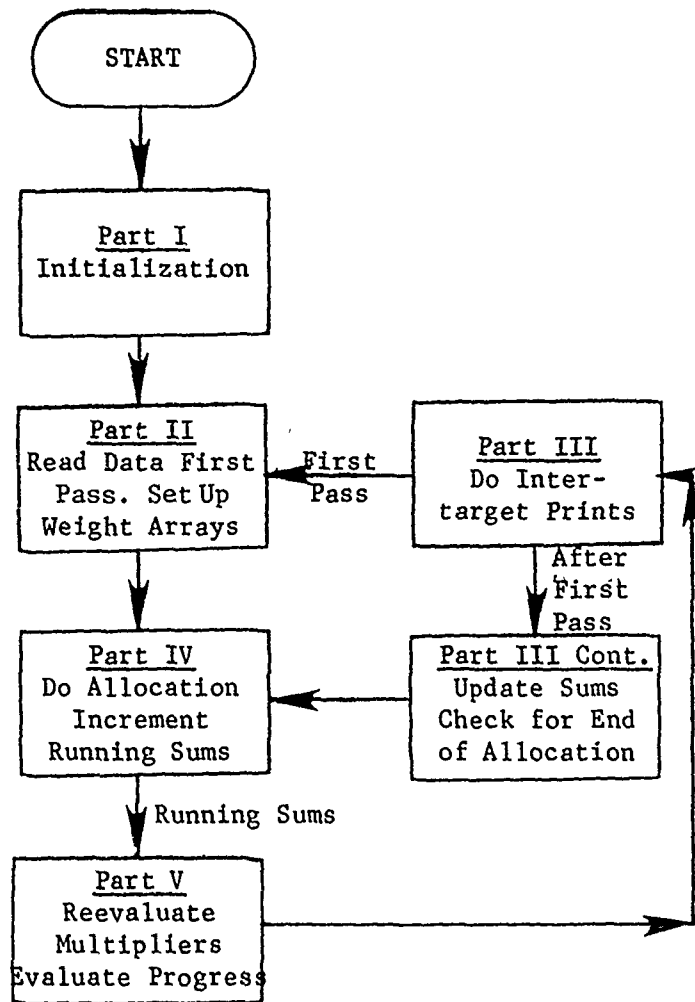 START
Part I
Initialization
Part II
Read Data First
Pass. Set Up
Weight Arrays
First
Pass
Part III
Do Inter-
target Prints
After
First
Pass
Part IV
Do Allocation
Increment
Running Sums
Part III Cont.
Update Sums
Check for End
of Allocation
Running Sums
Part V
Reevaluate
Multipliers
Evaluate Progress